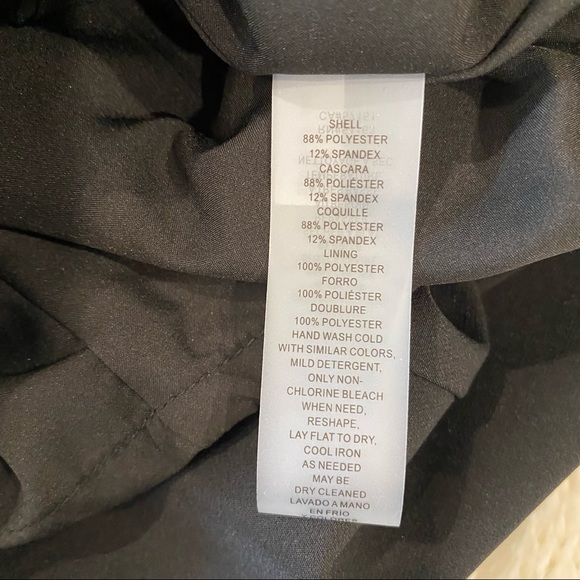 SHELL
88% POLYESTER
12% SPANDEX
CASCARA
88% POLIÉSTER
12% SPANDEX
COQUILLE
88% POLYESTER
12% SPANDEX
LINING
100% POLYESTER
FORRO
100% POLIÉSTER
DOUBLURE
100% POLYESTER
HAND WASH COLD
WITH SIMILAR COLORS,
MILD DETERGENT,
ONLY NON-
CHLORINE BLEACH
WHEN NEED,
RESHAPE,
LAY FLAT TO DRY,
COOL IRON
AS NEEDED
MAY BE
DRY CLEANED
LAVADO A MANO
EN FRÍO